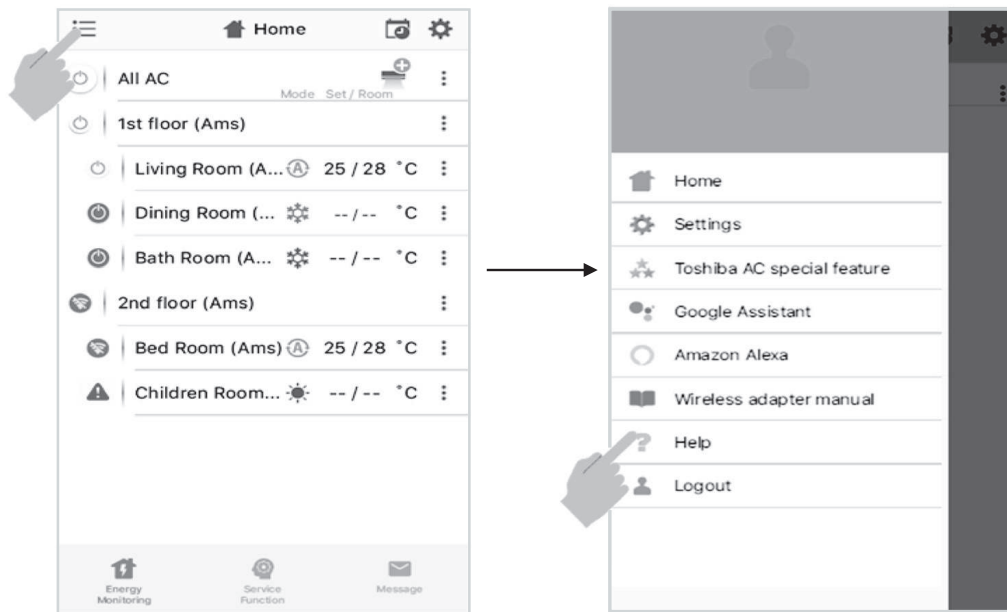 Home
All AC
Mode Set / Room
1st floor (Ams)
Living Room (A... A 25 / 28 °C
Dining Room (... -- / -- °C
Bath Room (A... -- / -- °C
2nd floor (Ams)
Bed Room (Ams) A 25 / 28 °C
Children Room... -- / -- °C
Energy
Monitoring
Service
Function
Message
Home
Settings
Toshiba AC special feature
Google Assistant
Amazon Alexa
Wireless adapter manual
? Help
Logout